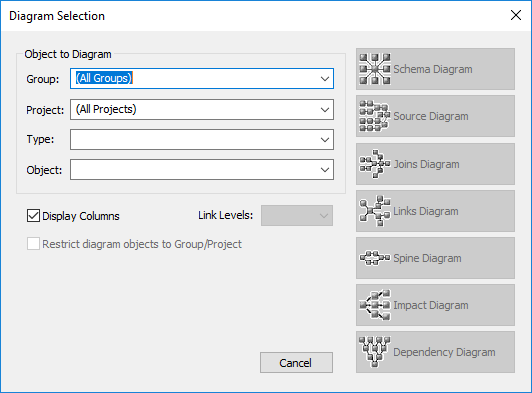 Diagram Selection
Object to Diagram
Group: (All Groups)
Project: (All Projects)
Type:
Object:
Display Columns Link Levels:
Restrict diagram objects to Group/Project
Cancel
Schema Diagram
Source Diagram
Joins Diagram
Links Diagram
Spine Diagram
Impact Diagram
Dependency Diagram